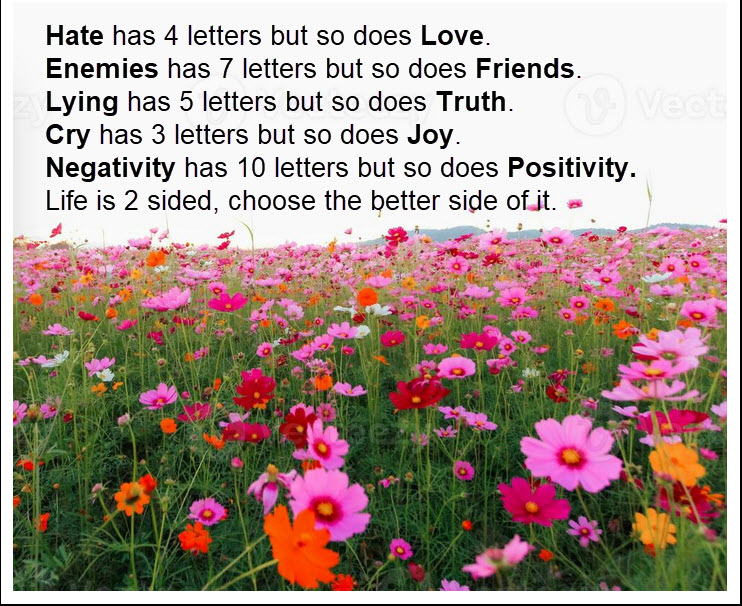 Hate has 4 letters but so does Love.
Enemies has 7 letters but so does Friends.
Lying has 5 letters but so does Truth.
Cry has 3 letters but so does Joy.
Negativity has 10 letters but so does Positivity.
Life is 2 sided, choose the better side of it.